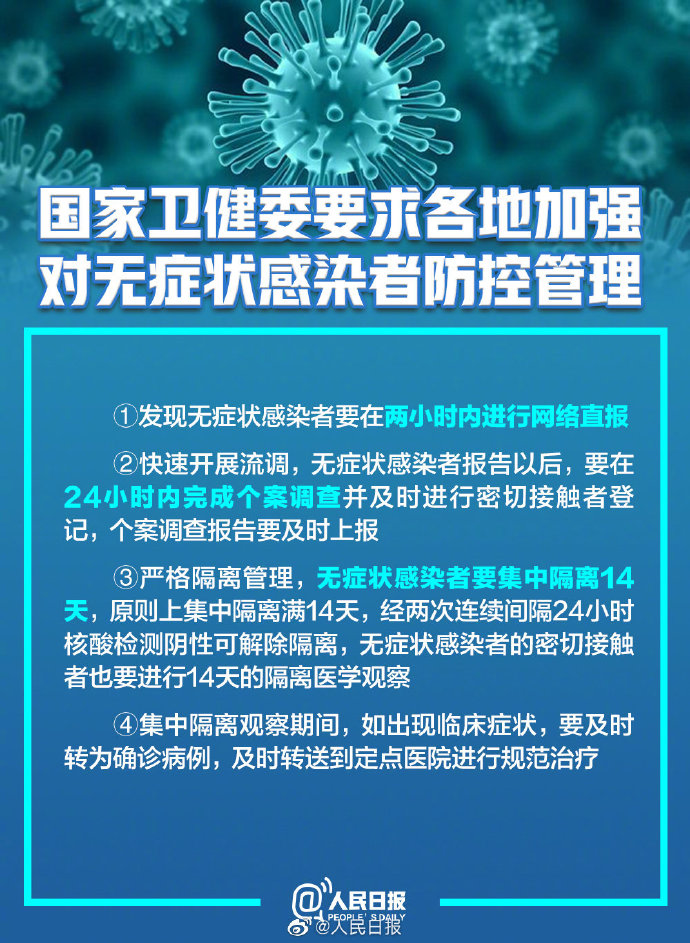 国家卫健委要求各地加强
对无症状感染者防控管理
①发现无症状感染者要在两小时内进行网络直报
②快速开展流调，无症状感染者报告以后，要在
24小时内完成个案调查并及时进行密切接触者登
记，个案调查报告要及时上报
③严格隔离管理，无症状感染者要集中隔离14
天，原则上集中隔离满14天，经两次连续间隔24小时
核酸检测阴性可解除隔离，无症状感染者的密切接触
者也要进行14天的隔离医学观察
④集中隔离观察期间，如出现临床症状，要及时
转为确诊病例，及时转送到定点医院进行规范治疗
@人民日报
PEOPLE'S DAILY
@人民日报